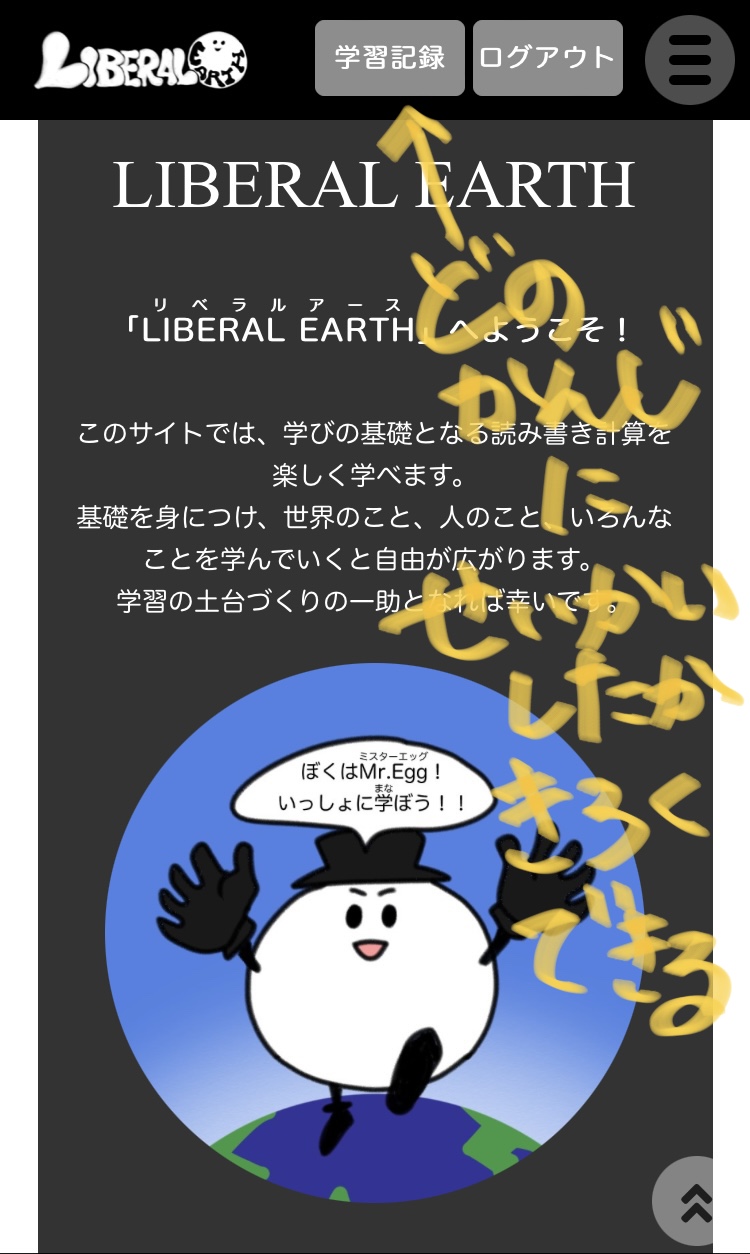 LIBERAL EARTH
学習記録
ログアウト
LIBERAL EARTH
リベラルアース
「LIBERAL EARTH」へようこそ！
このサイトでは、学びの基礎となる読み書き計算を
楽しく学べます。
基礎を身につけ、世界のこと、人のこと、いろんな
ことを学んでいくと自由が広がります。
学習の土台づくりの一助となれば幸いです。
どの
かんじ
に
せいかい
したか
きろく
できる
ミスターエッグ
ぼくはMr.Egg！
まな
いっしょに学ぼう！！